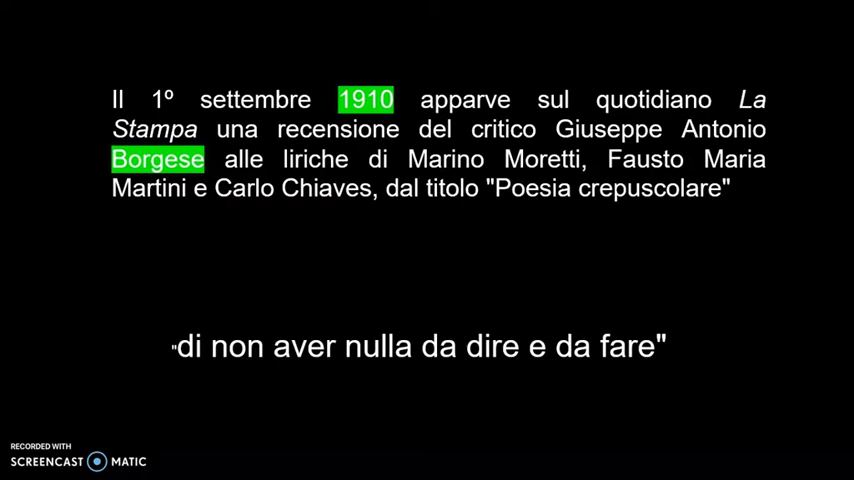 Il 1º settembre 1910 apparve sul quotidiano La
Stampa una recensione del critico Giuseppe Antonio
Borgese alle liriche di Marino Moretti, Fausto Maria
Martini e Carlo Chiaves, dal titolo "Poesia crepuscolare"
"di non aver nulla da dire e da fare"
RECORDED WITH
SCREENCAST MATIC